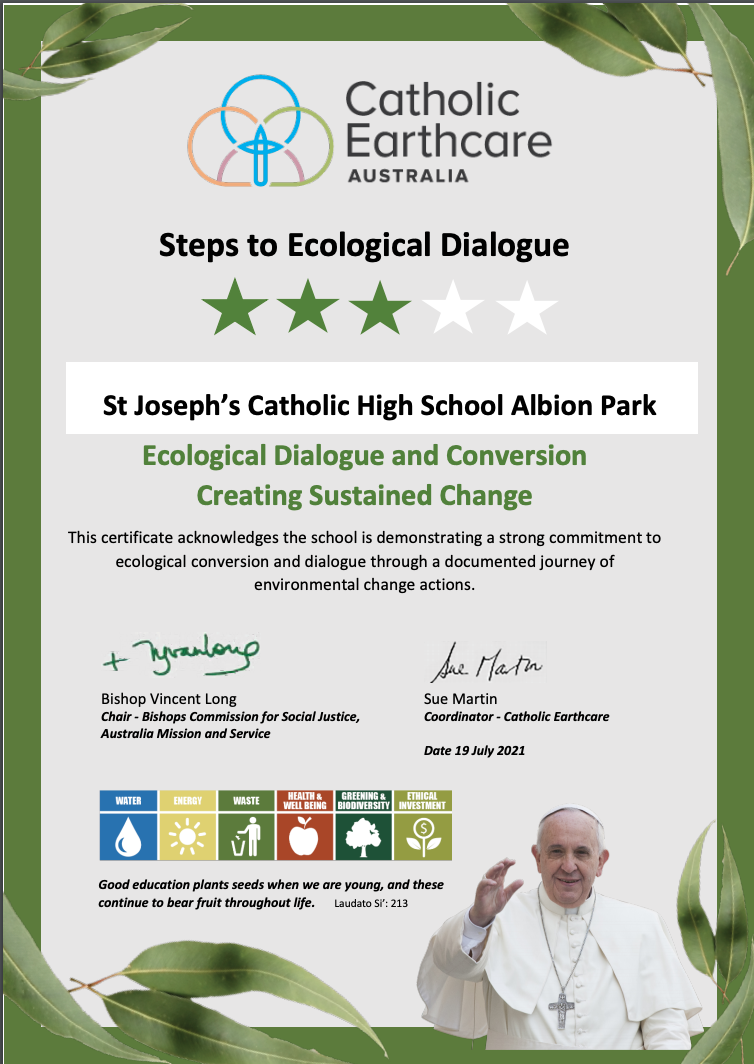 Catholic
Earthcare
AUSTRALIA
Steps to Ecological Dialogue
St Joseph’s Catholic High School Albion Park
Ecological Dialogue and Conversion
Creating Sustained Change
This certificate acknowledges the school is demonstrating a strong commitment to
ecological conversion and dialogue through a documented journey of
environmental change actions.
Sue Martin
Bishop Vincent Long
Chair - Bishops Commission for Social Justice,
Australia Mission and Service
Sue Martin
Coordinator - Catholic Earthcare
Date 19 July 2021
WATER
ENERGY
WASTE
HEALTH &
WELL BEING
GREENING &
BIODIVERSITY
ETHICAL
INVESTMENT
$
Good education plants seeds when we are young, and these
continue to bear fruit throughout life. Laudato Si’: 213